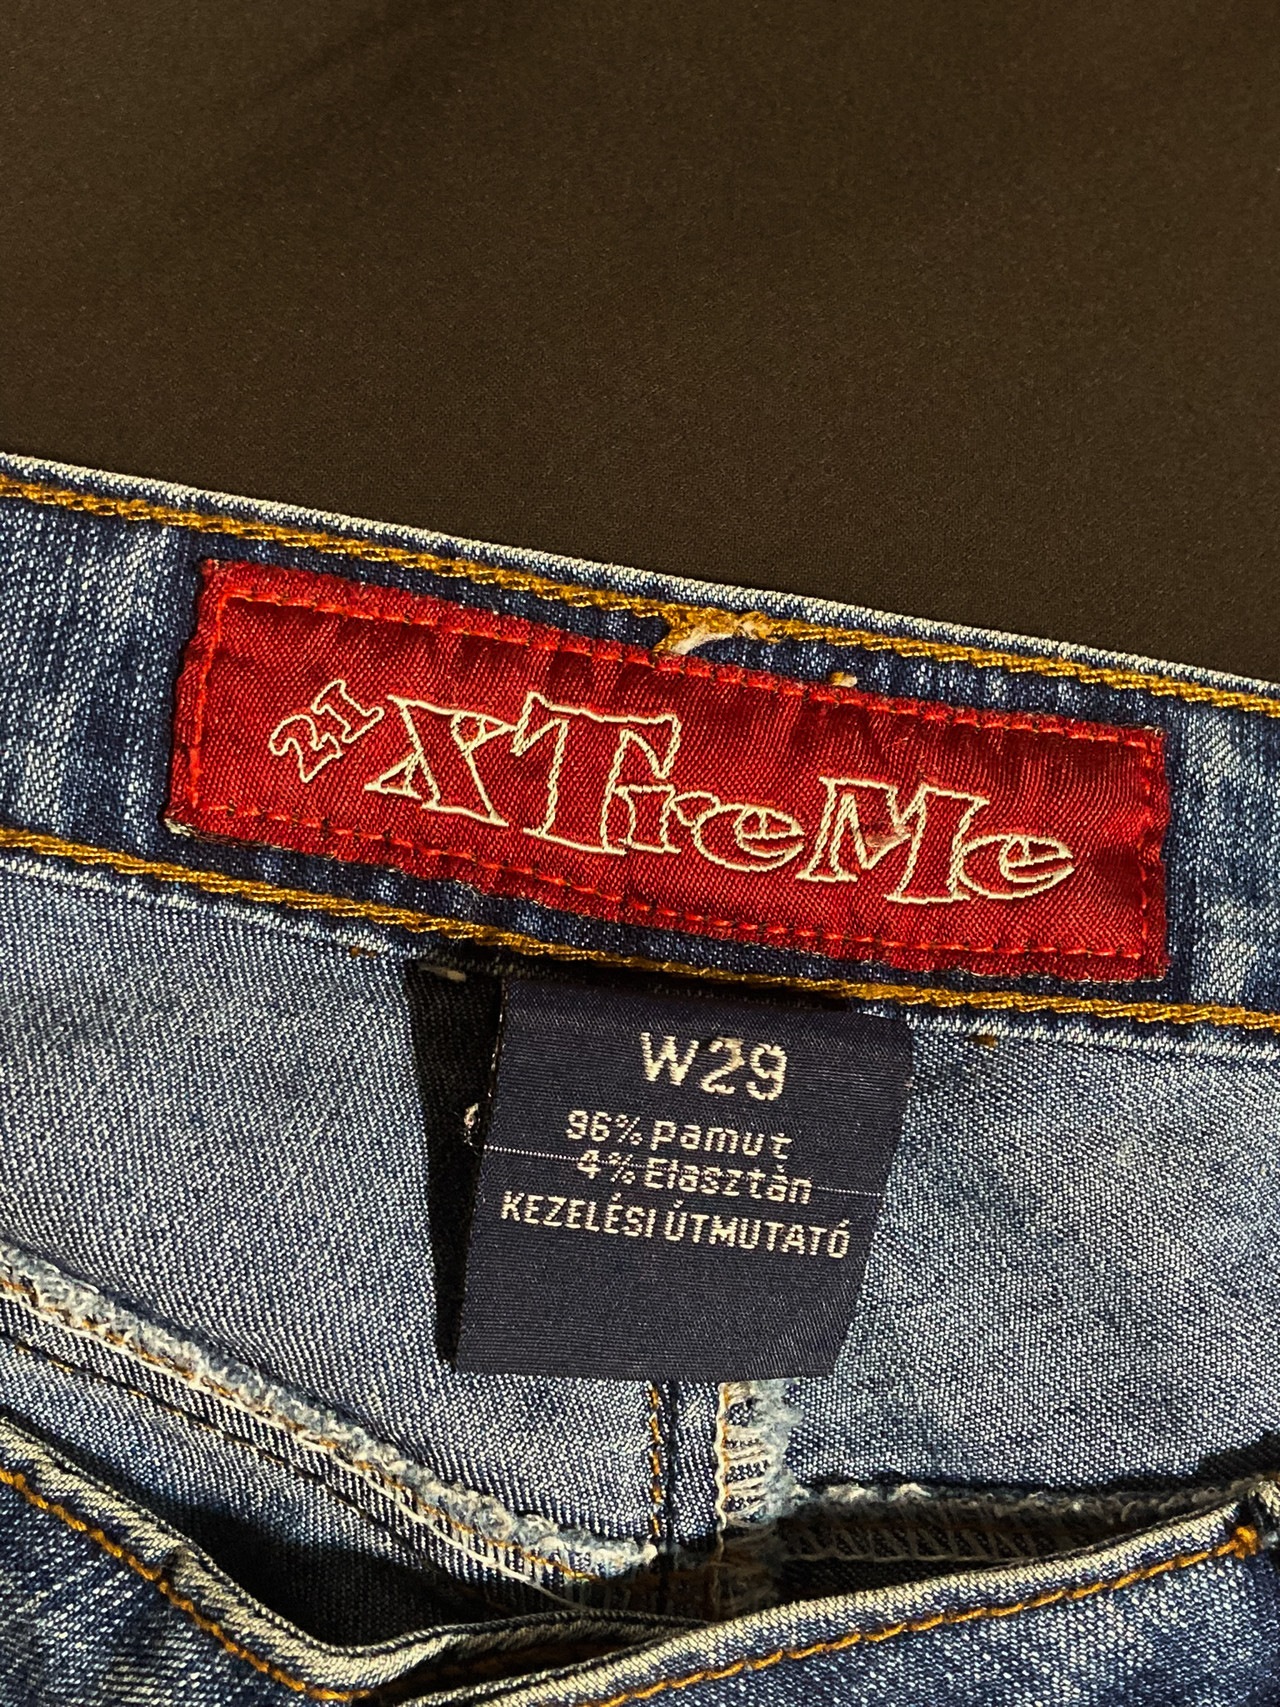 21 XTreMe
W29
96% pamut
4% Elasztán
KEZELÉSI ÚTMUTATÓ